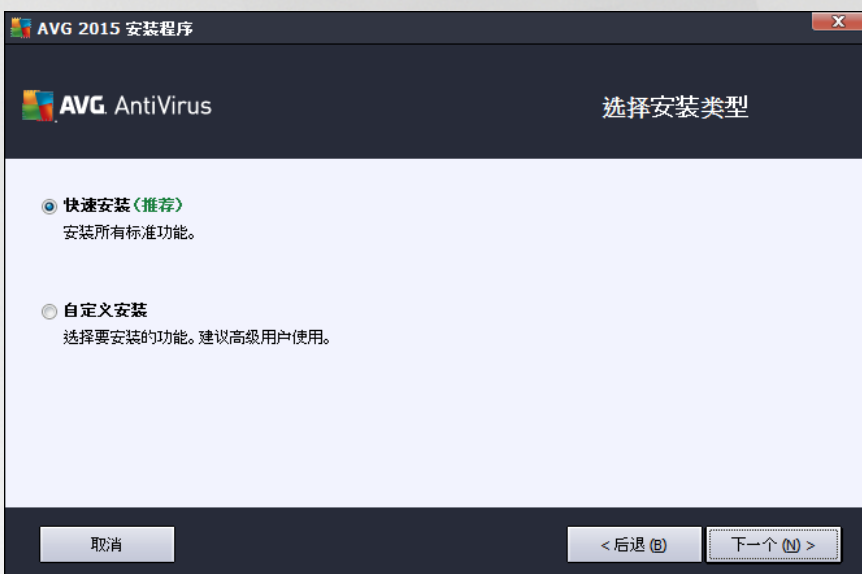 AVG 2015 安装程序
AVG AntiVirus
选择安装类型
快速安装(推荐)
安装所有标准功能。
自定义安装
选择要安装的功能。建议高级用户使用。
取消
<后退(B)
下一个(N) >